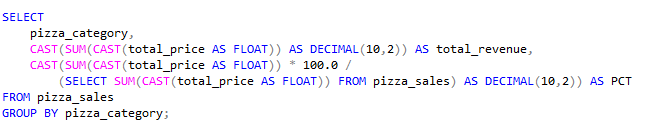 SELECT
    pizza_category,
    CAST(SUM(CAST(total_price AS FLOAT)) AS DECIMAL(10,2)) AS total_revenue,
    CAST(SUM(CAST(total_price AS FLOAT)) * 100.0 /
        (SELECT SUM(CAST(total_price AS FLOAT)) FROM pizza_sales) AS DECIMAL(10,2)) AS PCT
FROM pizza_sales
GROUP BY pizza_category;